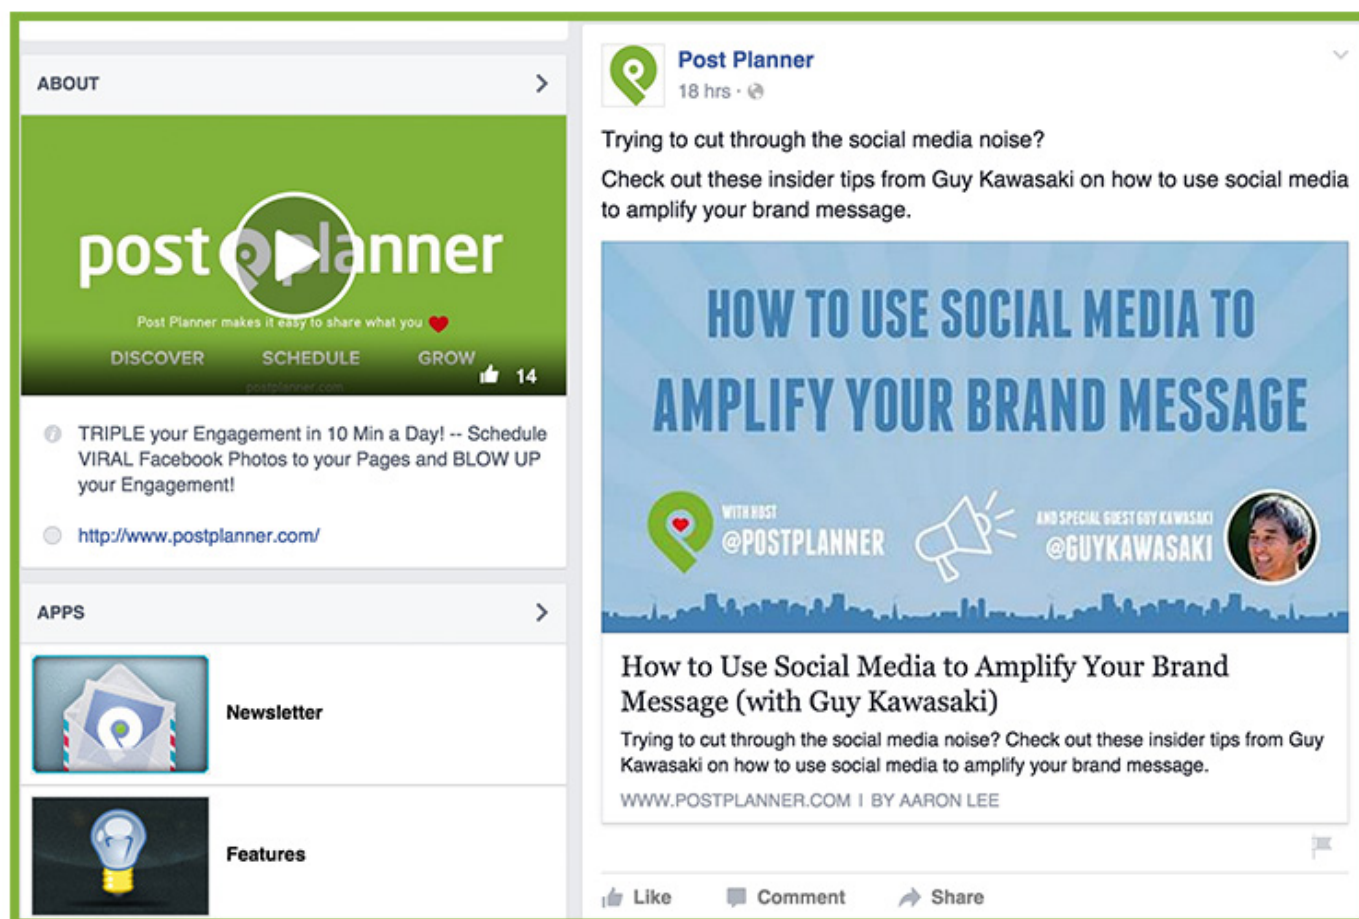 ABOUT
post planner
Post Planner makes it easy to share what you
DISCOVER SCHEDULE GROW
14
postplanner.com
TRIPLE your Engagement in 10 Min a Day! -- Schedule
VIRAL Facebook Photos to your Pages and BLOW UP
your Engagement!
http://www.postplanner.com/
APPS
Newsletter
Features
Post Planner
18 hrs ·
Trying to cut through the social media noise?
Check out these insider tips from Guy Kawasaki on how to use social media
to amplify your brand message.
HOW TO USE SOCIAL MEDIA TO
AMPLIFY YOUR BRAND MESSAGE
WITH HOST
@POSTPLANNER
AND SPECIAL GUEST GUY KAWASAKI
@GUYKAWASAKI
How to Use Social Media to Amplify Your Brand
Message (with Guy Kawasaki)
Trying to cut through the social media noise? Check out these insider tips from Guy
Kawasaki on how to use social media to amplify your brand message.
WWW.POSTPLANNER.COM | BY AARON LEE
Like Comment Share